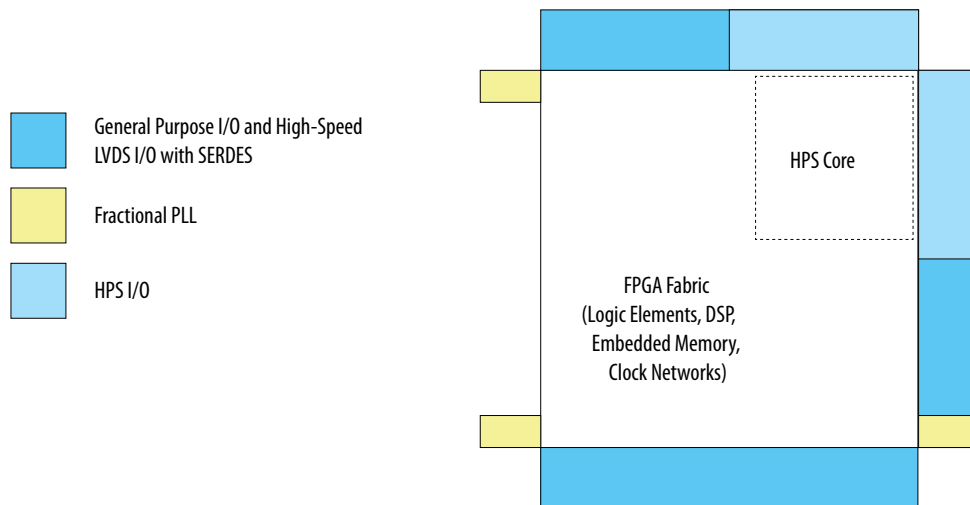 General Purpose I/O and High-Speed
LVDS I/O with SERDES
Fractional PLL
HPS I/O
HPS Core
FPGA Fabric
(Logic Elements, DSP,
Embedded Memory,
Clock Networks)